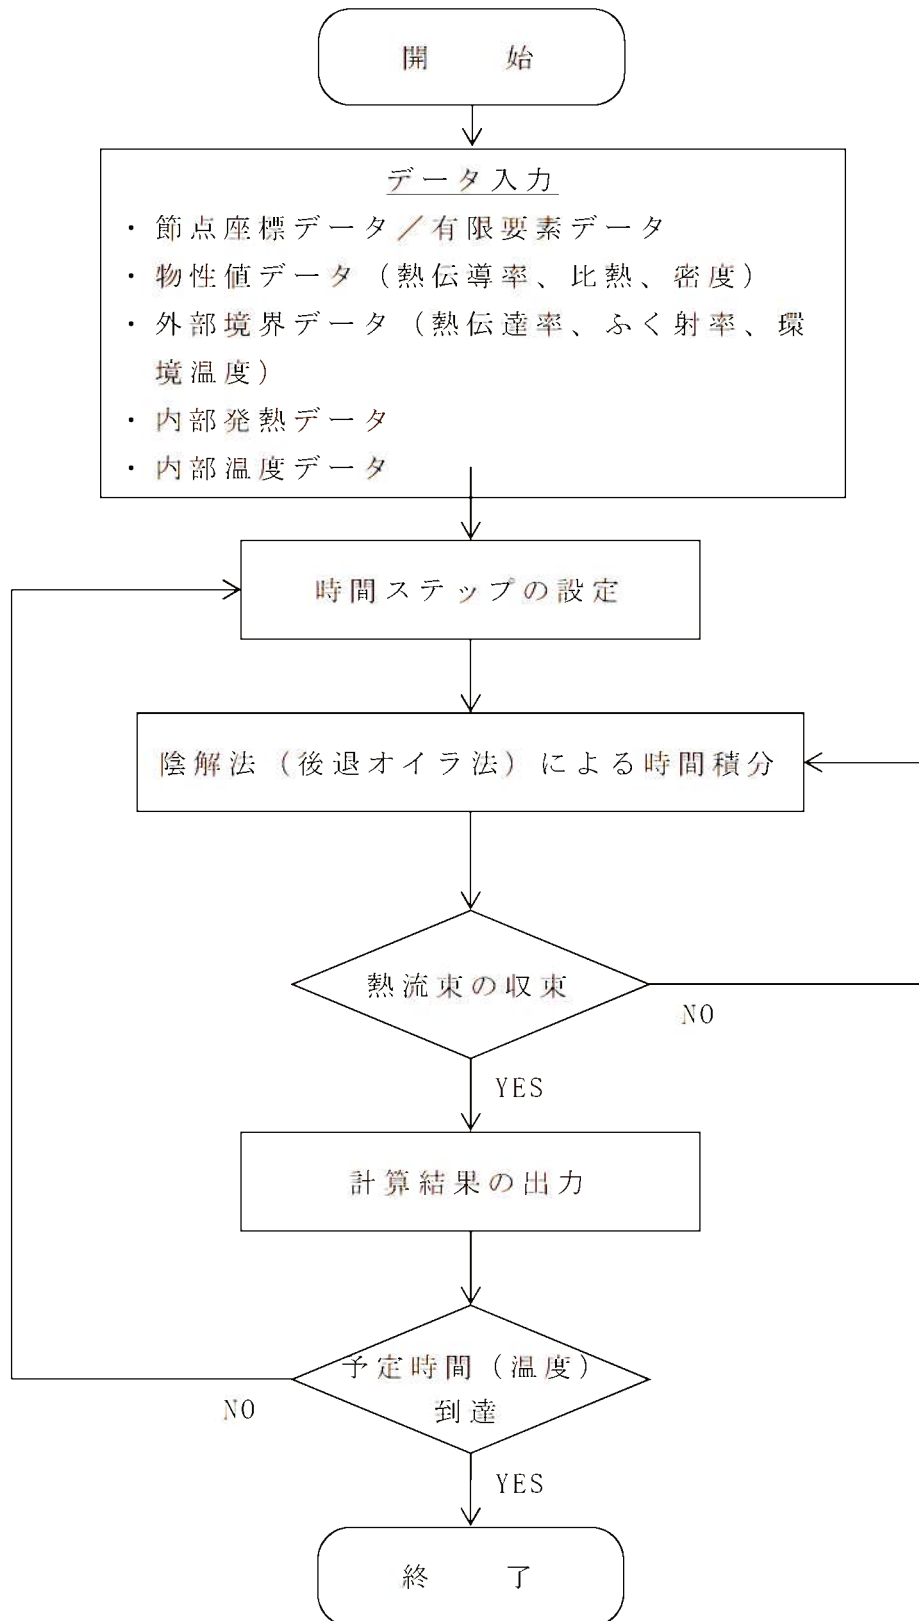 開 始
データ入力
・節点座標データ／有限要素データ
・物性値データ（熱伝導率、比熱、密度）
・外部境界データ（熱伝達率、ふく射率、環
境温度）
・内部発熱データ
・内部温度データ
時間ステップの設定
陰解法（後退オイラ法）による時間積分
熱流束の収束
NO
YES
計算結果の出力
予定時間（温度）
到達
NO
YES
終 了